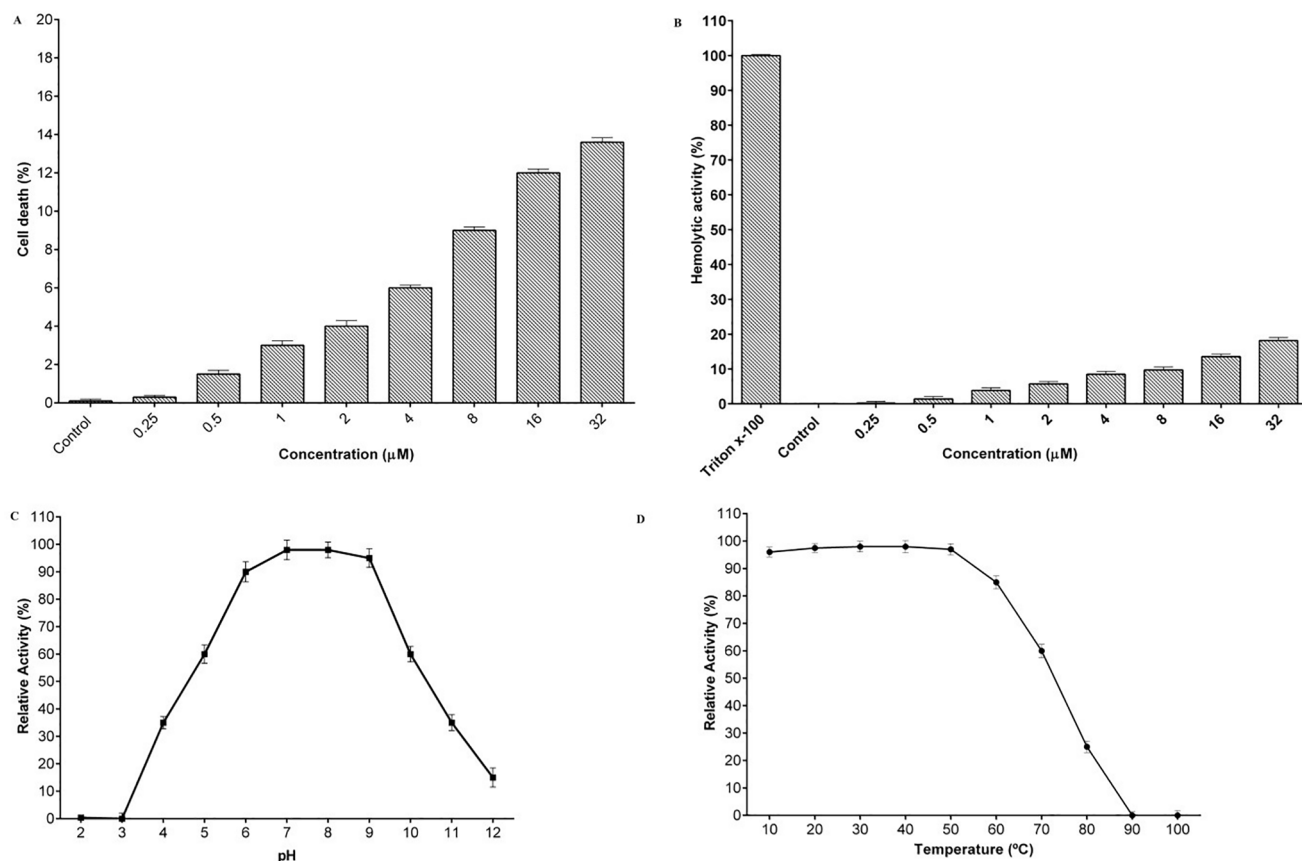 A
20
18
16
14
12
10
8
6
4
2
0
Cell death (%)
Control 0.25 0.5 1 2 4 8 16 32
Concentration (μM)
B
110
100
90
80
70
60
50
40
30
20
10
0
Hemolytic activity (%)
Triton x-100 Control 0.25 0.5 1 2 4 8 16 32
Concentration (μM)
C
110
100
90
80
70
60
50
40
30
20
10
0
Relative Activity (%)
2 3 4 5 6 7 8 9 10 11 12
pH
D
110
100
90
80
70
60
50
40
30
20
10
0
Relative Activity (%)
10 20 30 40 50 60 70 80 90 100
Temperature (ºC)